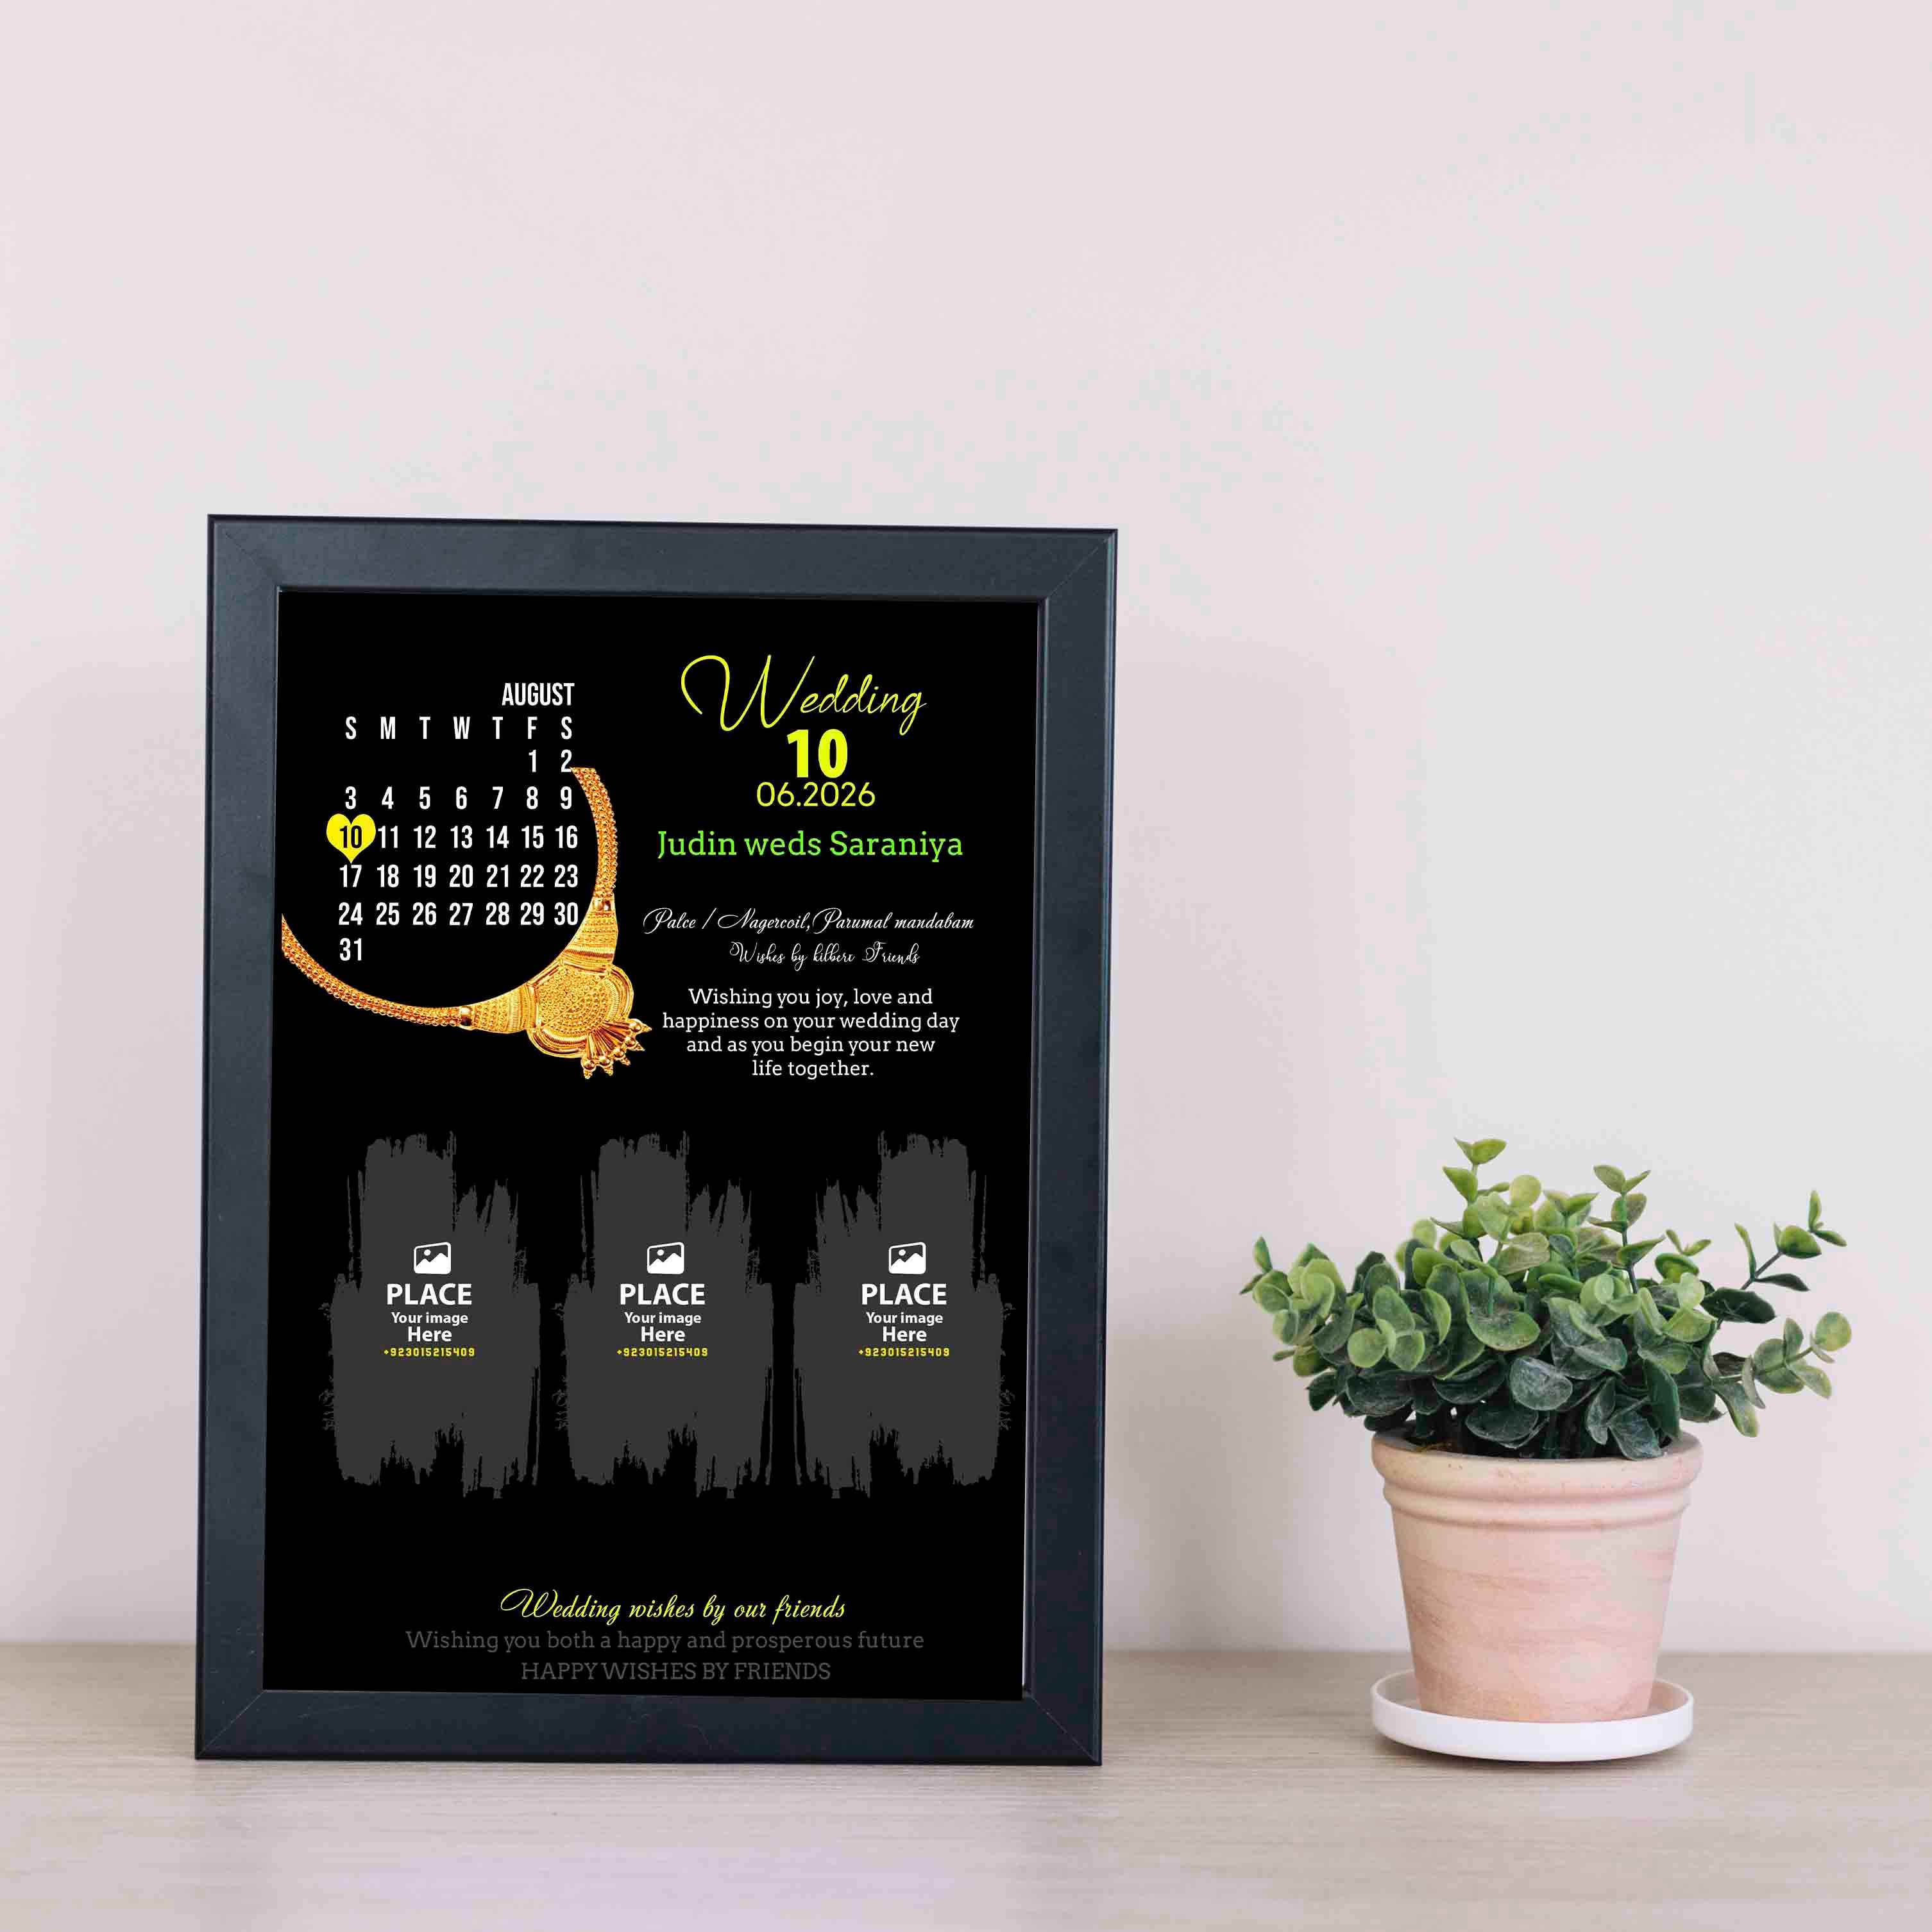 AUGUST
S M T W T F S
1 2
3 4 5 6 7 8 9
10 11 12 13 14 15 16
17 18 19 20 21 22 23
24 25 26 27 28 29 30
31
Wedding
10
06.2026
Judin weds Saraniya
Palce / Nagercoil, Parumal mandabam
Wishes by kilbert Friends
Wishing you joy, love and
happiness on your wedding day
and as you begin your new
life together.
PLACE
Your image
Here
+923015215409
PLACE
Your image
Here
+923015215409
PLACE
Your image
Here
+923015215409
Wedding wishes by our friends
Wishing you both a happy and prosperous future
HAPPY WISHES BY FRIENDS